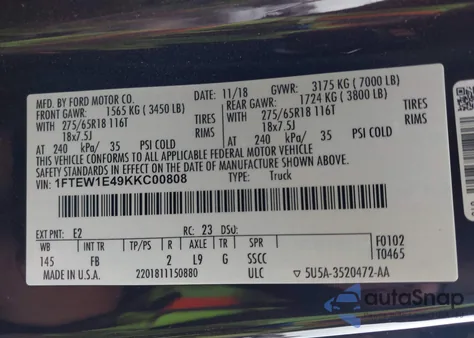 MFD. BY FORD MOTOR CO.
DATE: 11/18 GVWR: 3175 KG ( 7000 LB)
FRONT GAWR: 1565 KG ( 3450 LB) REAR GAWR: 1724 KG ( 3800 LB)
WITH 275/65R18 116T TIRES WITH 275/65R18 116T TIRES
18x7.5J RIMS 18x7.5J RIMS
AT 240 kPa/ 35 PSI COLD AT 240 kPa/ 35 PSI COLD
THIS VEHICLE CONFORMS TO ALL APPLICABLE FEDERAL MOTOR VEHICLE
SAFETY STANDARDS IN EFFECT ON THE DATE OF MANUFACTURE SHOWN ABOVE.
VIN: 1FTEW1E49KKC00808 TYPE: Truck
EXT PNT: E2 RC: 23 DSO:
WB INT TR TP/PS R AXLE TR SPR F0102
145 FB 2 L9 G SSCC T0465
MADE IN U.S.A. 2201811150880 ULC ▽ 5U5A-3520472-AA
autoSnap